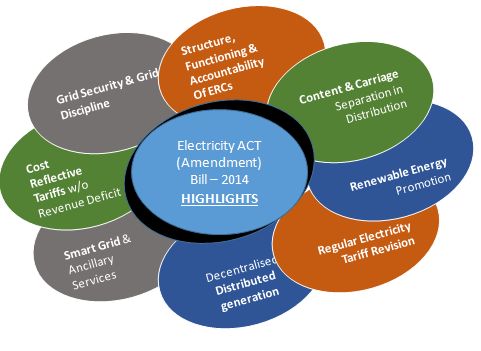 Electricity ACT
(Amendment)
Bill – 2014
HIGHLIGHTS
Structure,
Functioning &
Accountability
Of ERCs
Content & Carriage
Separation in
Distribution
Renewable Energy
Promotion
Regular Electricity
Tariff Revision
Decentralised
Distributed
generation
Smart Grid &
Ancillary
Services
Cost
Reflective
Tariffs w/o
Revenue Deficit
Grid Security & Grid
Discipline